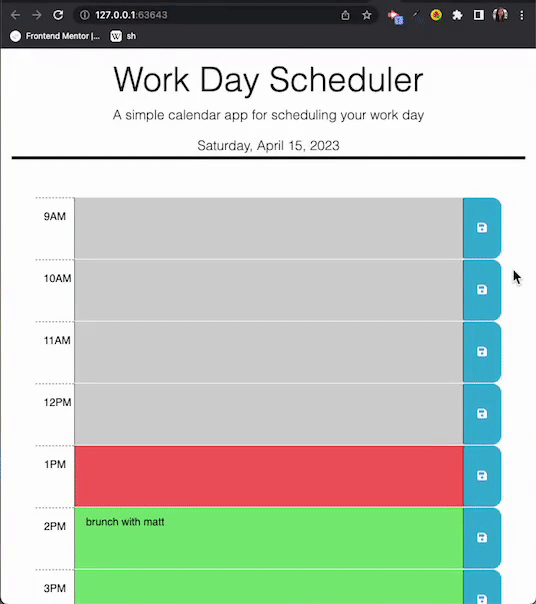 127.0.0.1:63643
Frontend Mentor |... W sh
Work Day Scheduler
A simple calendar app for scheduling your work day
Saturday, April 15, 2023
9AM
10AM
11AM
12PM
1PM
2PM brunch with matt
3PM